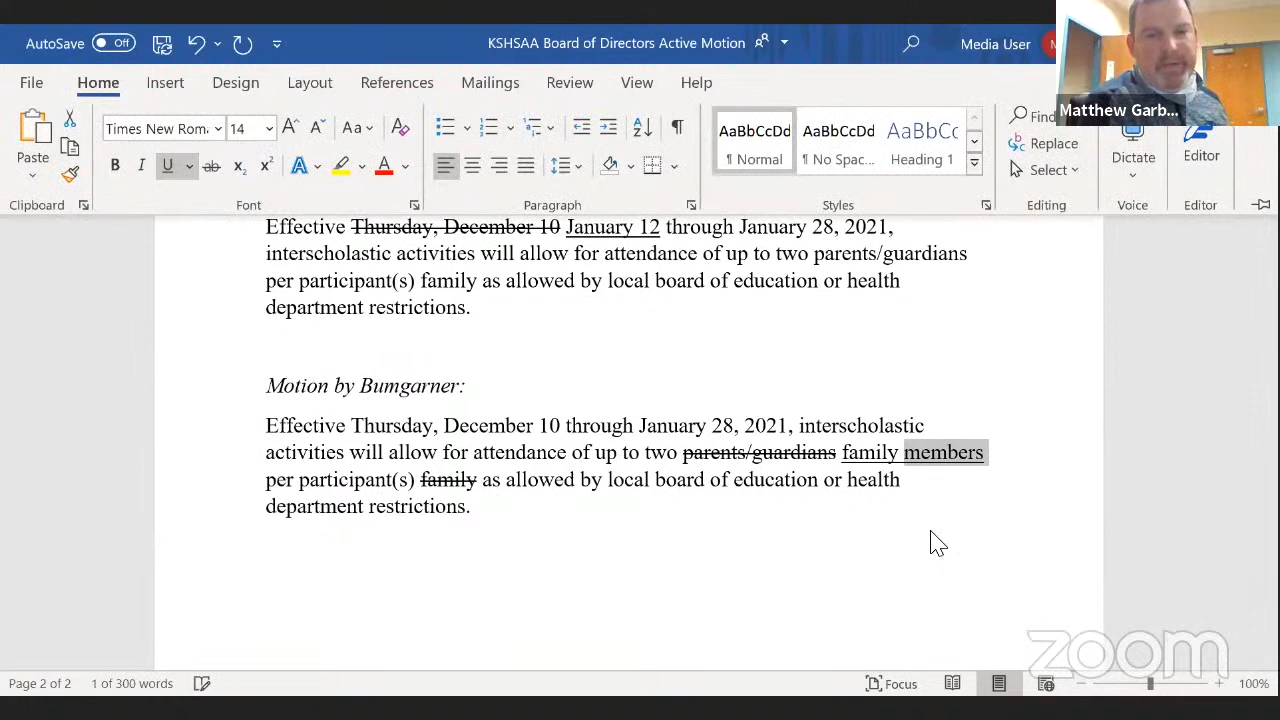 AutoSave Off KSHSAA Board of Directors Active Motion Media User
Matthew Garb...
File Home Insert Design Layout References Mailings Review View Help
Times New Rom... 14 Aa
Paste
B I U ab x₂ x² A A
AaBbCcDd AaBbCcDd AaBbCc
¶ Normal ¶ No Spac... Heading 1
Find
Replace
Select
Dictate
Editor
Clipboard Font Paragraph Styles Editing Voice Editor
Effective Thursday, December 10 January 12 through January 28, 2021,
interscholastic activities will allow for attendance of up to two parents/guardians
per participant(s) family as allowed by local board of education or health
department restrictions.
Motion by Bumgarner:
Effective Thursday, December 10 through January 28, 2021, interscholastic
activities will allow for attendance of up to two parents/guardians family members
per participant(s) family as allowed by local board of education or health
department restrictions.
zoom
Page 2 of 2 1 of 300 words Focus 100%